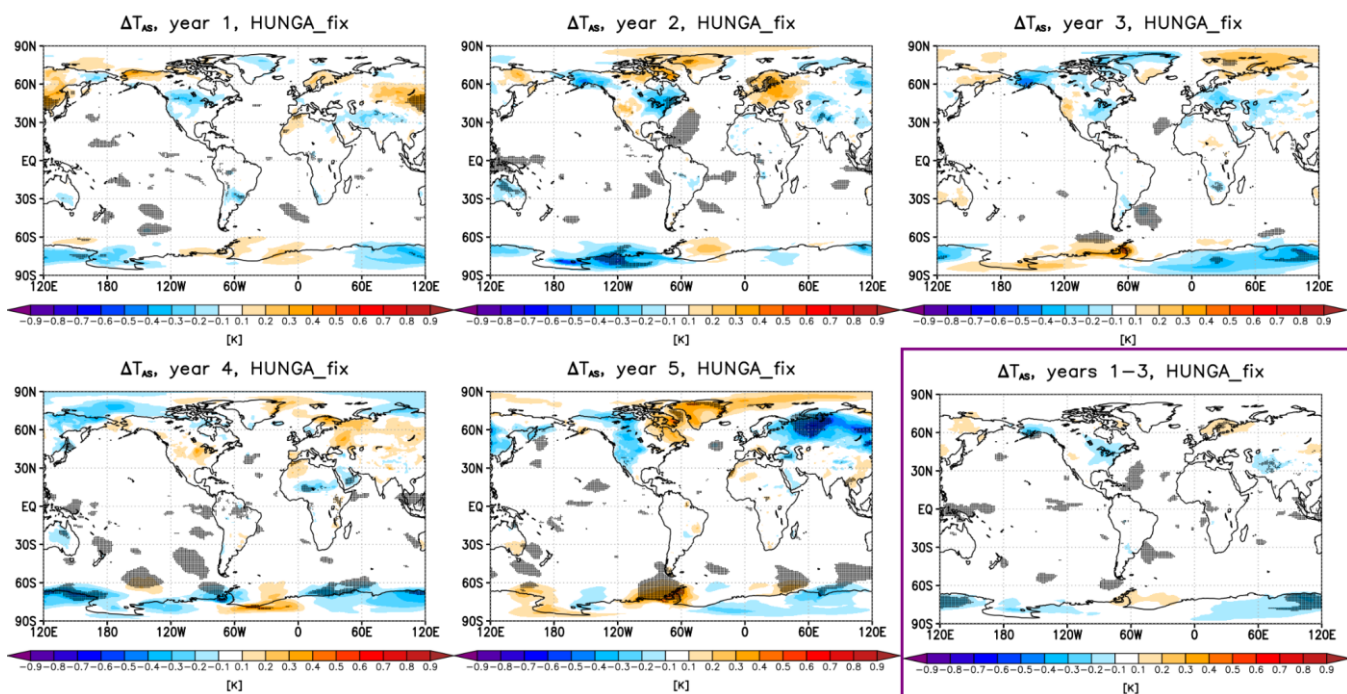 ΔT_AS, year 1, HUNGA_fix
90N
60N
30N
EQ
30S
60S
90S
120E 180 120W 60W 0 60E 120E
−0.9 −0.8 −0.7 −0.6 −0.5 −0.4 −0.3 −0.2 −0.1 0.1 0.2 0.3 0.4 0.5 0.6 0.7 0.8 0.9
[K]
ΔT_AS, year 2, HUNGA_fix
90N
60N
30N
EQ
30S
60S
90S
120E 180 120W 60W 0 60E 120E
−0.9 −0.8 −0.7 −0.6 −0.5 −0.4 −0.3 −0.2 −0.1 0.1 0.2 0.3 0.4 0.5 0.6 0.7 0.8 0.9
[K]
ΔT_AS, year 3, HUNGA_fix
90N
60N
30N
EQ
30S
60S
90S
120E 180 120W 60W 0 60E 120E
−0.9 −0.8 −0.7 −0.6 −0.5 −0.4 −0.3 −0.2 −0.1 0.1 0.2 0.3 0.4 0.5 0.6 0.7 0.8 0.9
[K]
ΔT_AS, year 4, HUNGA_fix
90N
60N
30N
EQ
30S
60S
90S
120E 180 120W 60W 0 60E 120E
−0.9 −0.8 −0.7 −0.6 −0.5 −0.4 −0.3 −0.2 −0.1 0.1 0.2 0.3 0.4 0.5 0.6 0.7 0.8 0.9
[K]
ΔT_AS, year 5, HUNGA_fix
90N
60N
30N
EQ
30S
60S
90S
120E 180 120W 60W 0 60E 120E
−0.9 −0.8 −0.7 −0.6 −0.5 −0.4 −0.3 −0.2 −0.1 0.1 0.2 0.3 0.4 0.5 0.6 0.7 0.8 0.9
[K]
ΔT_AS, years 1−3, HUNGA_fix
90N
60N
30N
EQ
30S
60S
90S
120E 180 120W 60W 0 60E 120E
−0.9 −0.8 −0.7 −0.6 −0.5 −0.4 −0.3 −0.2 −0.1 0.1 0.2 0.3 0.4 0.5 0.6 0.7 0.8 0.9
[K]